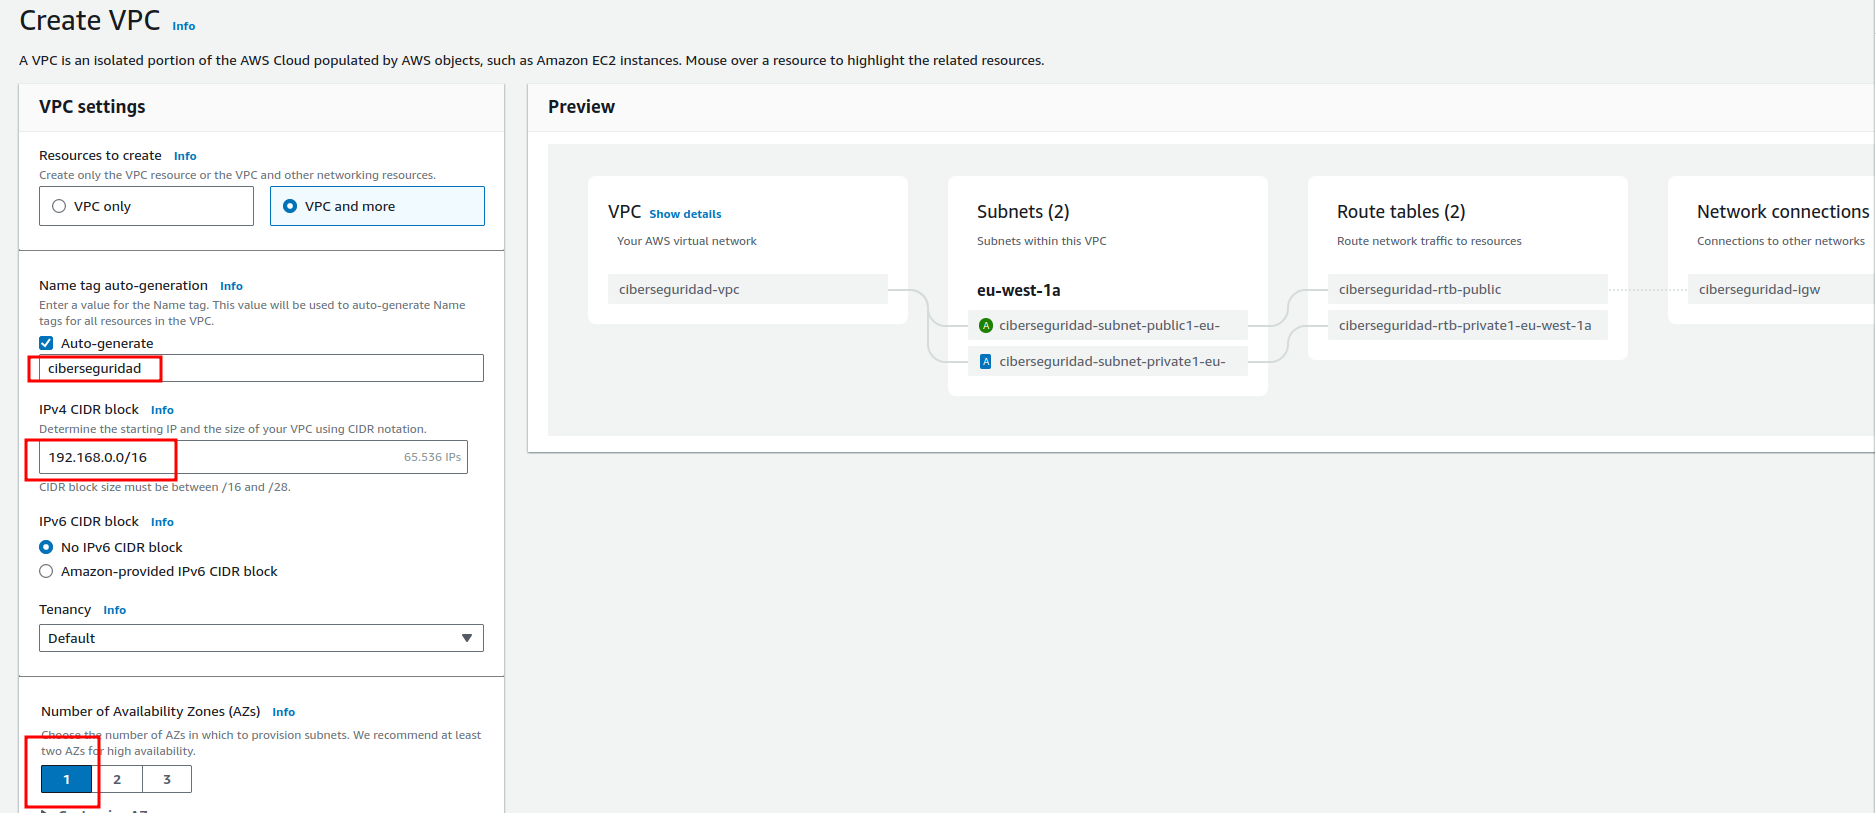 Create VPC Info
A VPC is an isolated portion of the AWS Cloud populated by AWS objects, such as Amazon EC2 instances. Mouse over a resource to highlight the related resources.
VPC settings
Resources to create Info
Create only the VPC resource or the VPC and other networking resources.
VPC only
VPC and more
Name tag auto-generation Info
Enter a value for the Name tag. This value will be used to auto-generate Name
tags for all resources in the VPC.
Auto-generate
ciberseguridad
IPv4 CIDR block Info
Determine the starting IP and the size of your VPC using CIDR notation.
192.168.0.0/16 65.536 IPs
CIDR block size must be between /16 and /28.
IPv6 CIDR block Info
No IPv6 CIDR block
Amazon-provided IPv6 CIDR block
Tenancy Info
Default
Number of Availability Zones (AZs) Info
Choose the number of AZs in which to provision subnets. We recommend at least
two AZs for high availability.
1 2 3
Preview
VPC Show details
Your AWS virtual network
ciberseguridad-vpc
Subnets (2)
Subnets within this VPC
eu-west-1a
A ciberseguridad-subnet-public1-eu-
A ciberseguridad-subnet-private1-eu-
Route tables (2)
Route network traffic to resources
ciberseguridad-rtb-public
ciberseguridad-rtb-private1-eu-west-1a
Network connections
Connections to other networks
ciberseguridad-igw